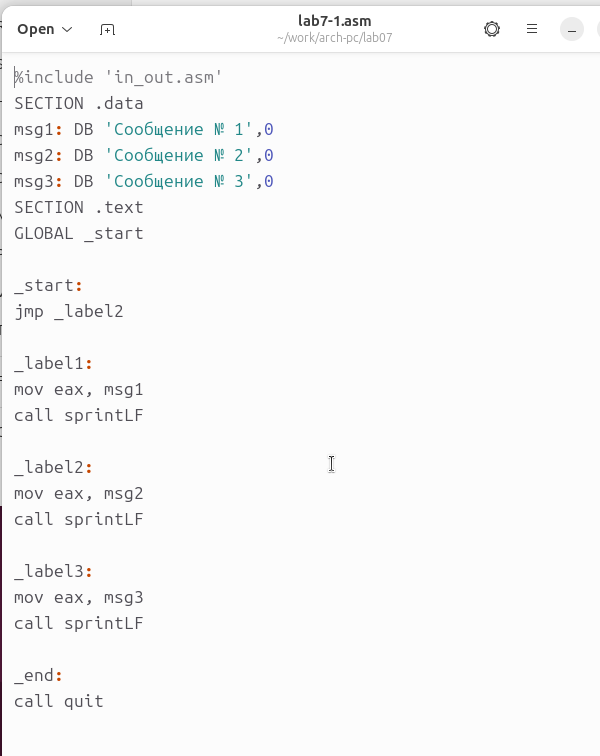 Open
lab7-1.asm
~/work/arch-pc/lab07
%include 'in_out.asm'
SECTION .data
msg1: DB 'Сообщение № 1',0
msg2: DB 'Сообщение № 2',0
msg3: DB 'Сообщение № 3',0
SECTION .text
GLOBAL _start
_start:
jmp _label2
_label1:
mov eax, msg1
call sprintLF
_label2:
mov eax, msg2
call sprintLF
_label3:
mov eax, msg3
call sprintLF
_end:
call quit